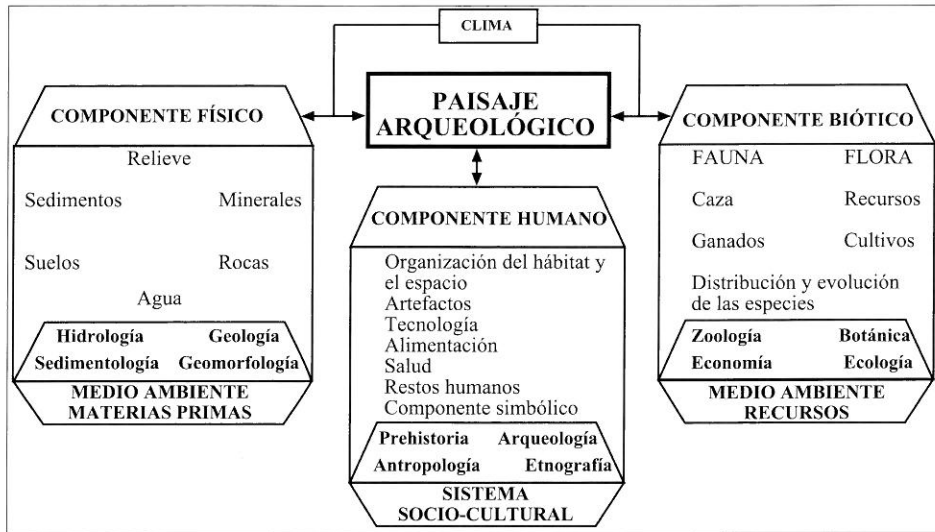 CLIMA
PAISAJE
ARQUEOLÓGICO
COMPONENTE FÍSICO
Relieve
Sedimentos Minerales
Suelos Rocas
Agua
Hidrología Geología
Sedimentología Geomorfología
MEDIO AMBIENTE
MATERIAS PRIMAS
COMPONENTE HUMANO
Organización del hábitat y
el espacio
Artefactos
Tecnología
Alimentación
Salud
Restos humanos
Componente simbólico
Prehistoria Arqueología
Antropología Etnografía
SISTEMA
SOCIO-CULTURAL
COMPONENTE BIÓTICO
FAUNA FLORA
Caza Recursos
Ganados Cultivos
Distribución y evolución
de las especies
Zoología Botánica
Economía Ecología
MEDIO AMBIENTE
RECURSOS